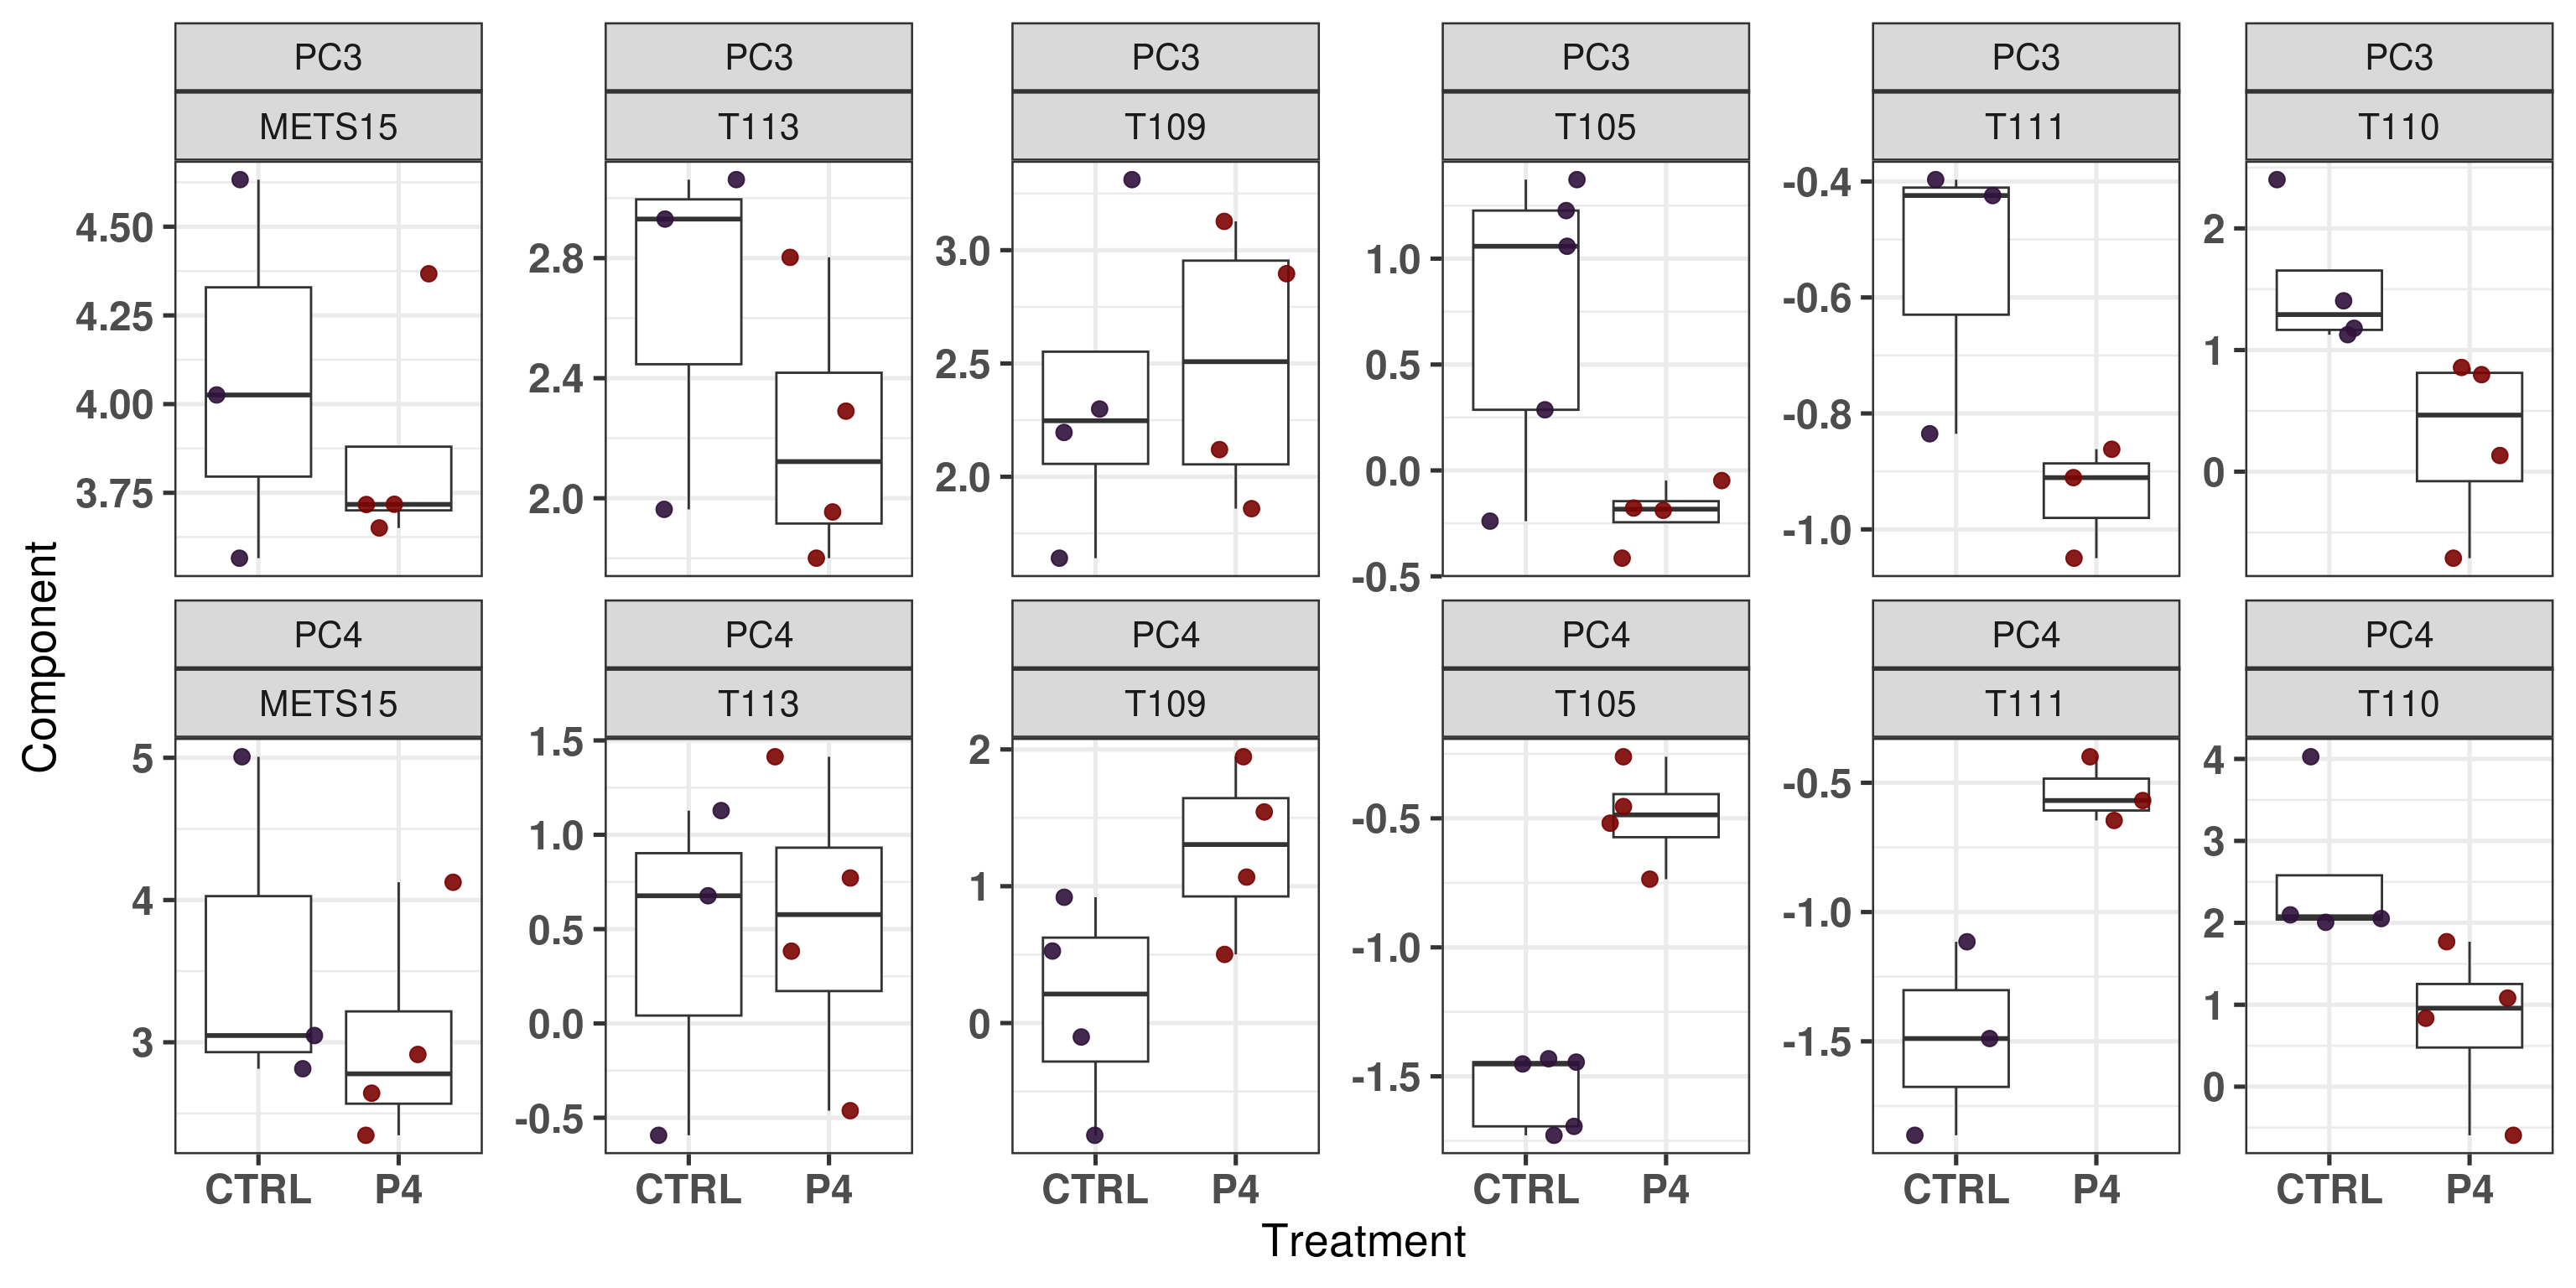 PC3 PC3 PC3 PC3 PC3 PC3
METS15 T113 T109 T105 T111 T110
4.50 4.25 4.00 3.75
2.8 2.4 2.0
3.0 2.5 2.0
1.0 0.5 0.0 -0.5
-0.4 -0.6 -0.8 -1.0
2 1 0
Component
PC4 PC4 PC4 PC4 PC4 PC4
METS15 T113 T109 T105 T111 T110
5 4 3
1.5 1.0 0.5 0.0 -0.5
2 1 0
-0.5 -1.0 -1.5
-0.5 -1.0 -1.5
4 3 2 1 0
CTRL P4 CTRL P4 CTRL P4 CTRL P4 CTRL P4 CTRL P4
Treatment